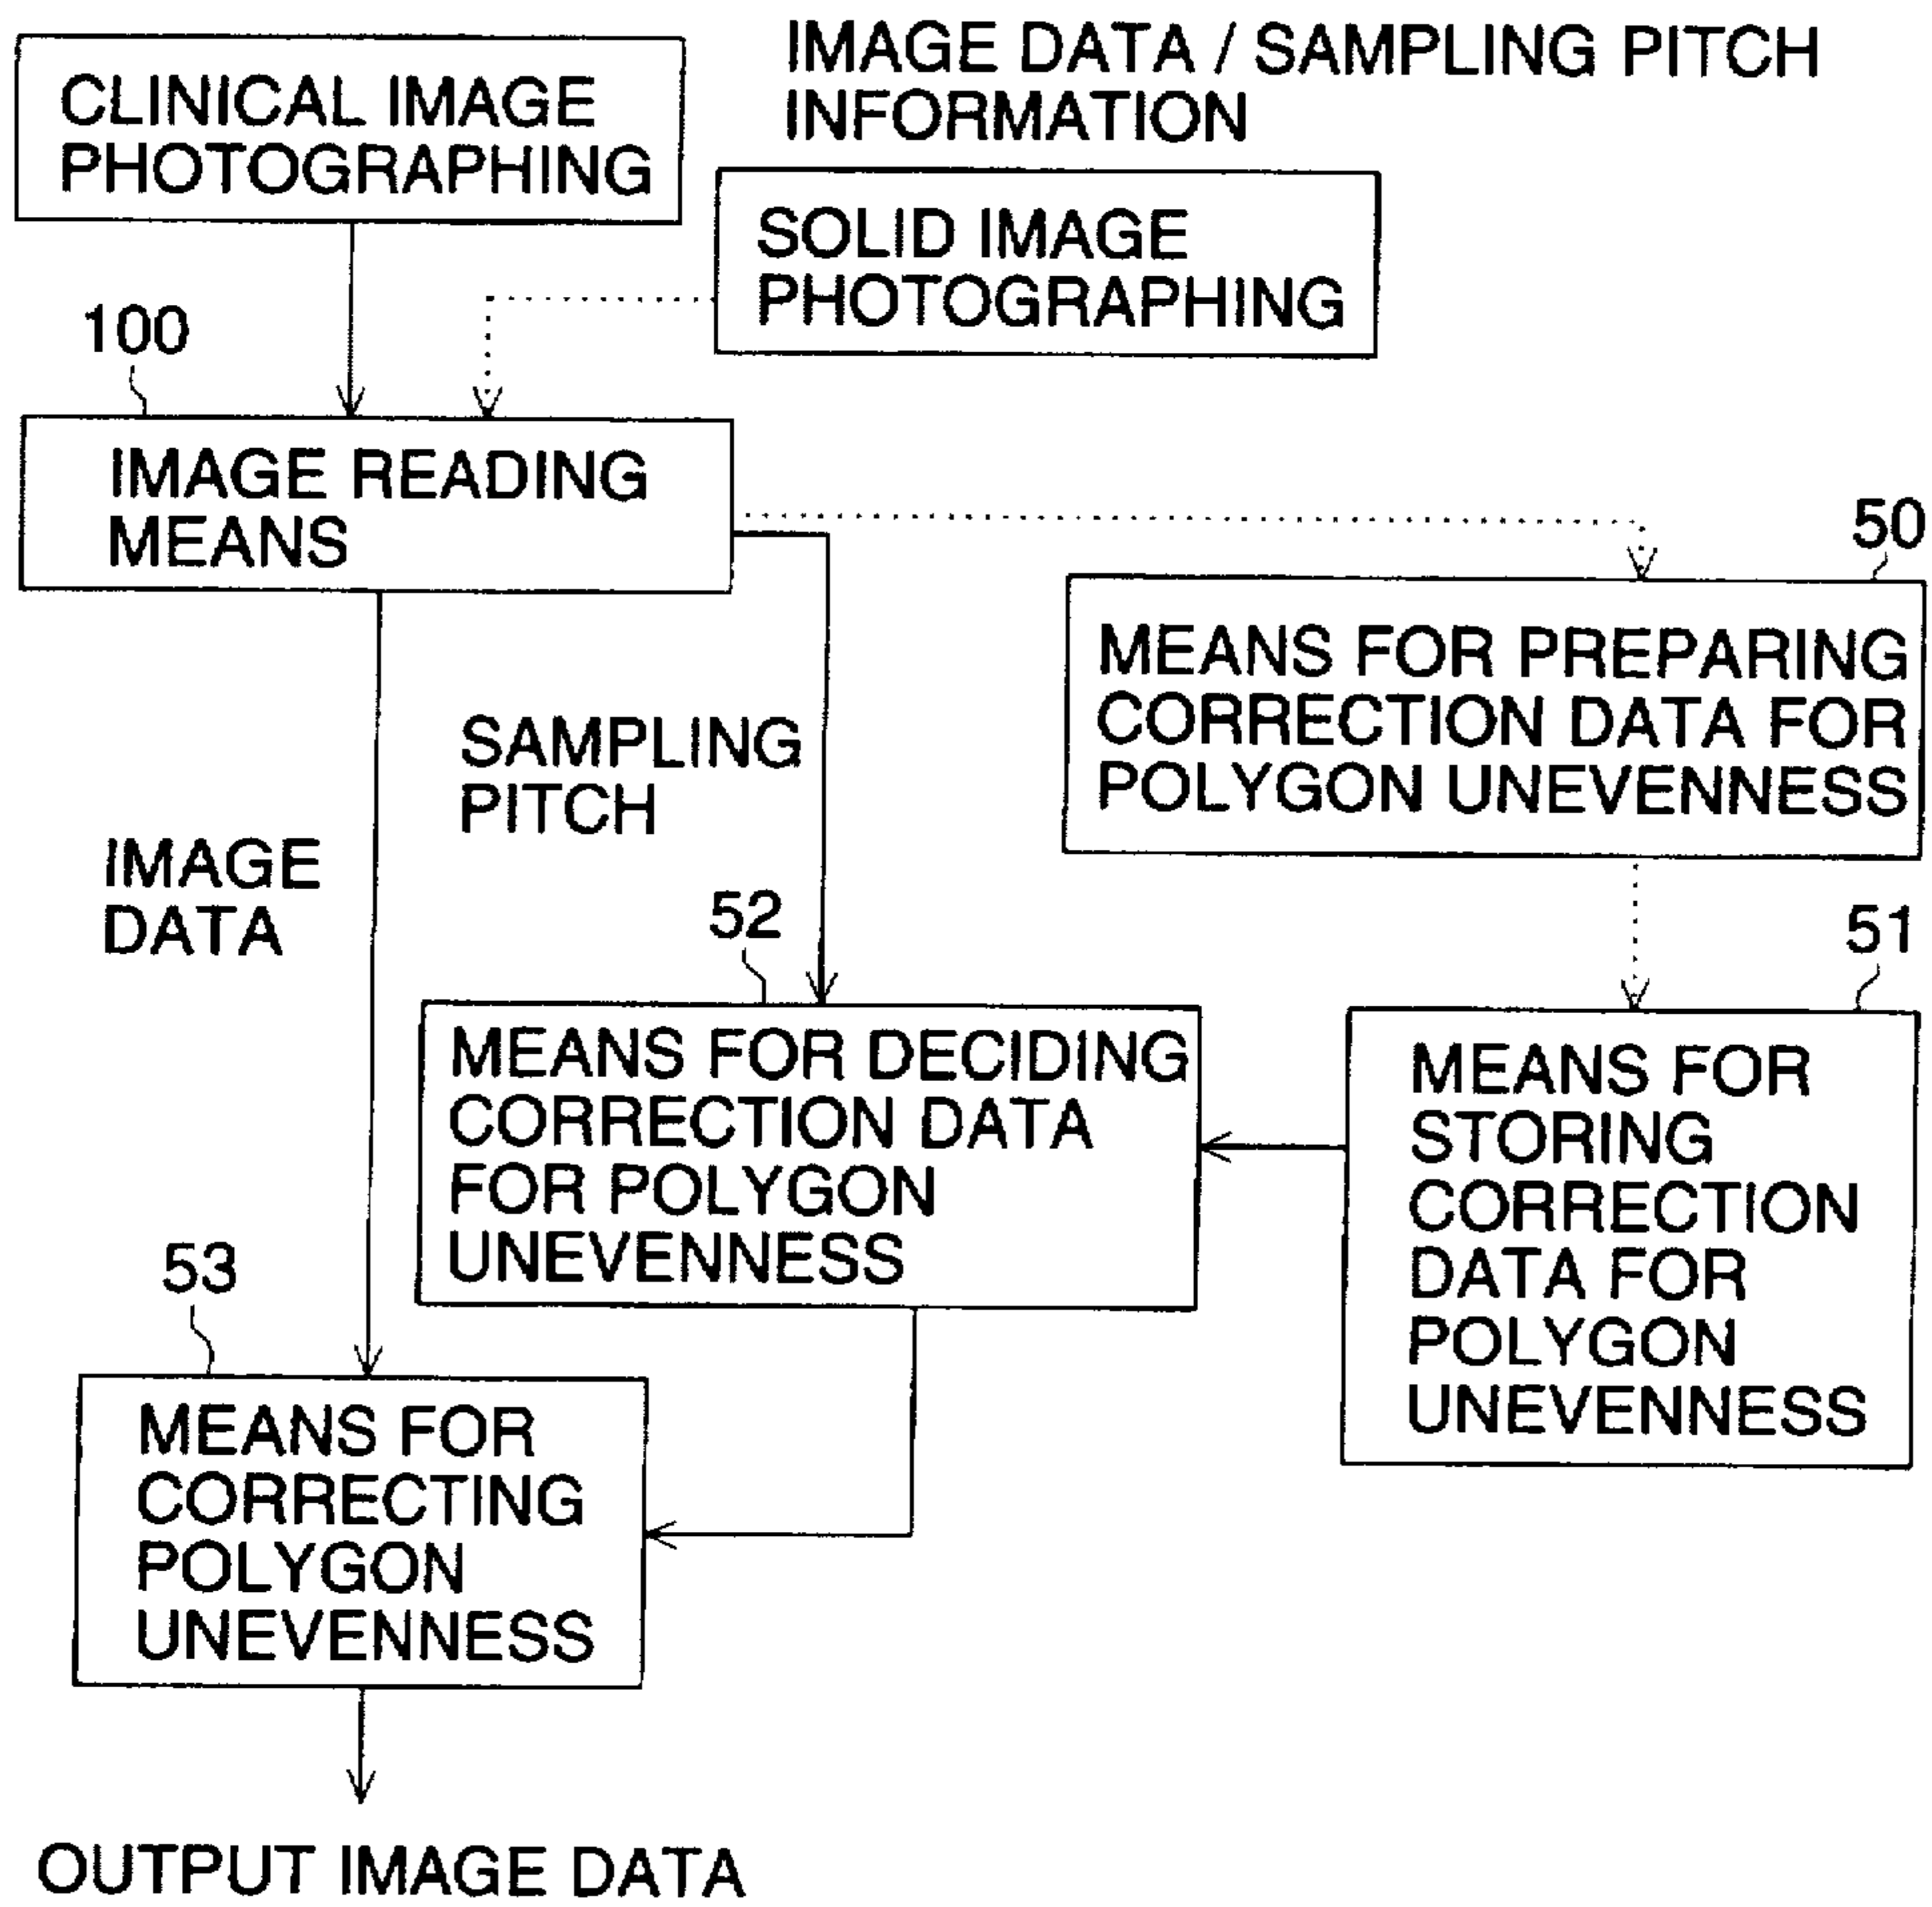 IMAGE DATA / SAMPLING PITCH
INFORMATION
CLINICAL IMAGE
PHOTOGRAPHING
SOLID IMAGE
PHOTOGRAPHING
100
IMAGE READING
MEANS
50
MEANS FOR PREPARING
CORRECTION DATA FOR
POLYGON UNEVENNESS
SAMPLING
PITCH
IMAGE
DATA
52
51
MEANS FOR DECIDING
CORRECTION DATA
FOR POLYGON
UNEVENNESS
MEANS FOR
STORING
CORRECTION
DATA FOR
POLYGON
UNEVENNESS
53
MEANS FOR
CORRECTING
POLYGON
UNEVENNESS
OUTPUT IMAGE DATA